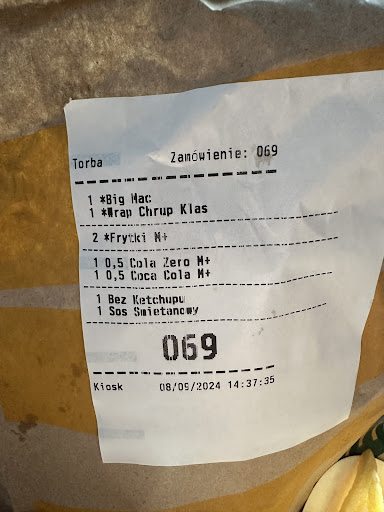 Torba Zamówienie: 069
1 *Big Mac
1 *Wrap Chrup Klas
2 *Frytki M+
1 0,5 Cola Zero M+
1 0,5 Coca Cola M+
1 Bez Ketchupu
1 Sos Smietanowy
069
Kiosk 08/09/2024 14:37:35